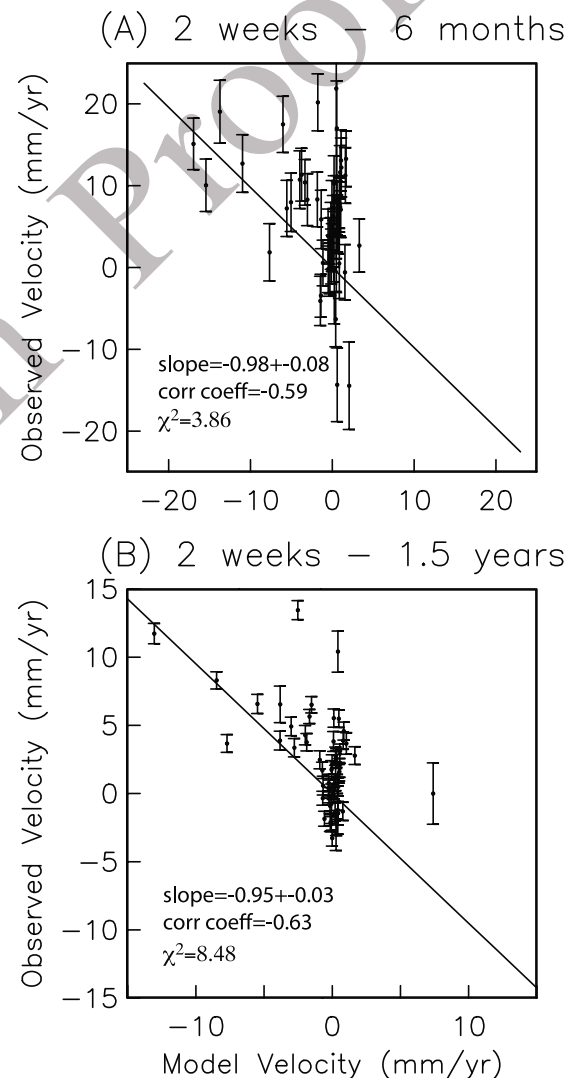 (A) 2 weeks − 6 months
Observed Velocity (mm/yr)
20
10
0
−10
−20
slope=-0.98+-0.08
corr coeff=-0.59
χ²=3.86
−20 −10 0 10 20
(B) 2 weeks − 1.5 years
Observed Velocity (mm/yr)
15
10
5
0
−5
−10
−15
slope=-0.95+-0.03
corr coeff=-0.63
χ²=8.48
−10 0 10
Model Velocity (mm/yr)
Proo